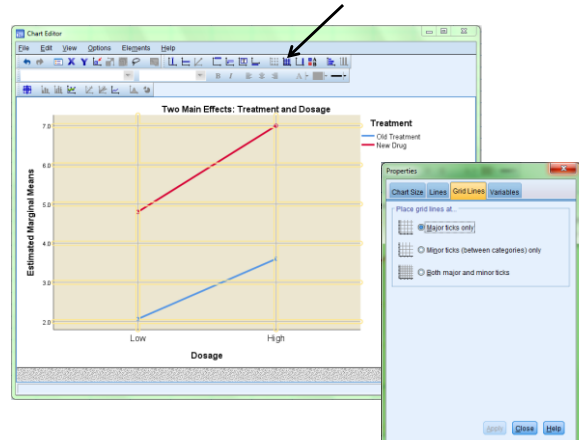 Chart Editor
File Edit View Options Elements Help
X Y
B I
Two Main Effects: Treatment and Dosage
Treatment
Old Treatment
New Drug
7.0
6.0
5.0
4.0
3.0
2.0
Estimated Marginal Means
Low High
Dosage
Properties
Chart Size Lines Grid Lines Variables
Place grid lines at...
Major ticks only
Minor ticks (between categories) only
Both major and minor ticks
Apply Close Help